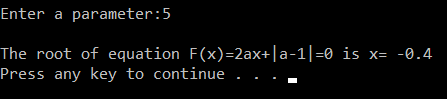 Enter a parameter:5
The root of equation F(x)=2ax+|a-1|=0 is x= -0.4
Press any key to continue . . .